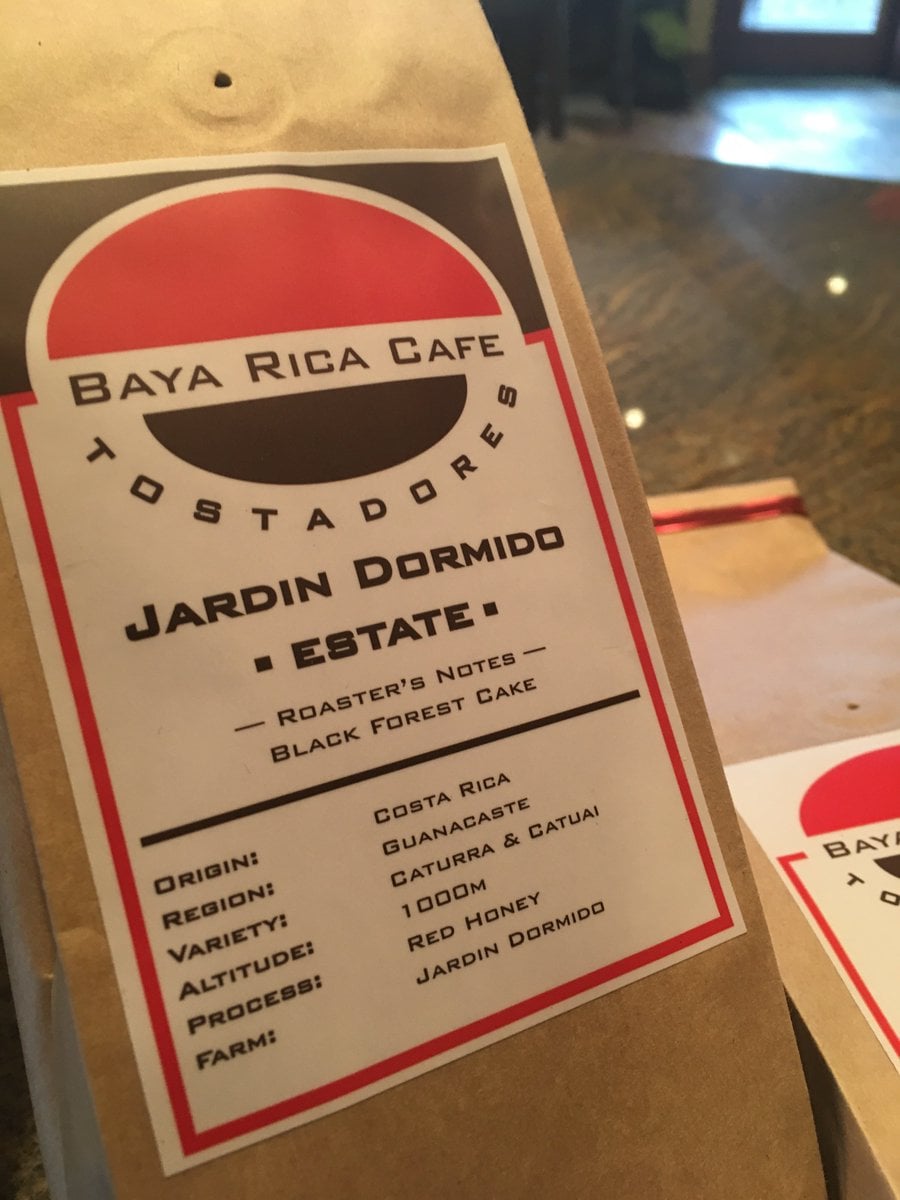 BAYA RICA CAFE
TOSTADORES
JARDIN DORMIDO
▪ ESTATE ▪
— ROASTER'S NOTES —
BLACK FOREST CAKE
ORIGIN: COSTA RICA
REGION: GUANACASTE
VARIETY: CATURRA & CATUAI
ALTITUDE: 1000M
PROCESS: RED HONEY
FARM: JARDIN DORMIDO
BAYA
TO